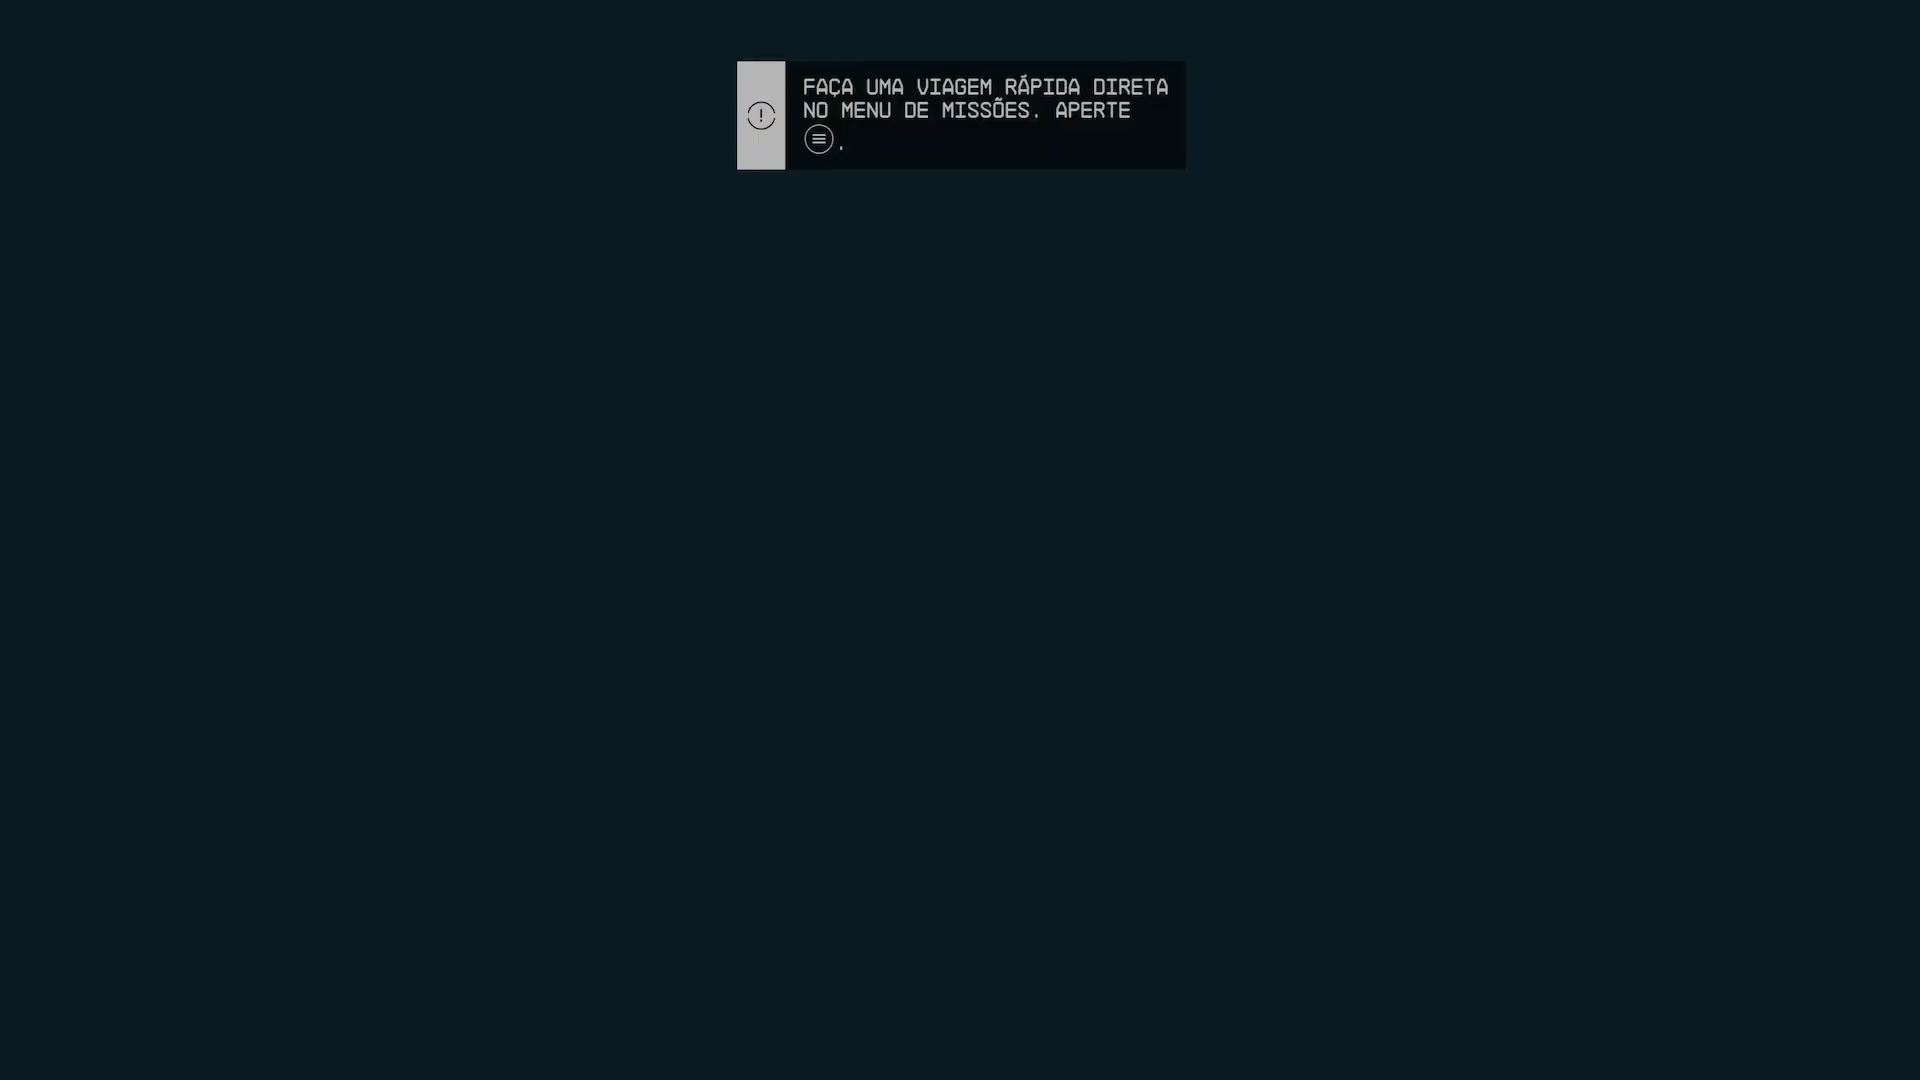 FAÇA UMA VIAGEM RÁPIDA DIRETA
NO MENU DE MISSÕES. APERTE
.